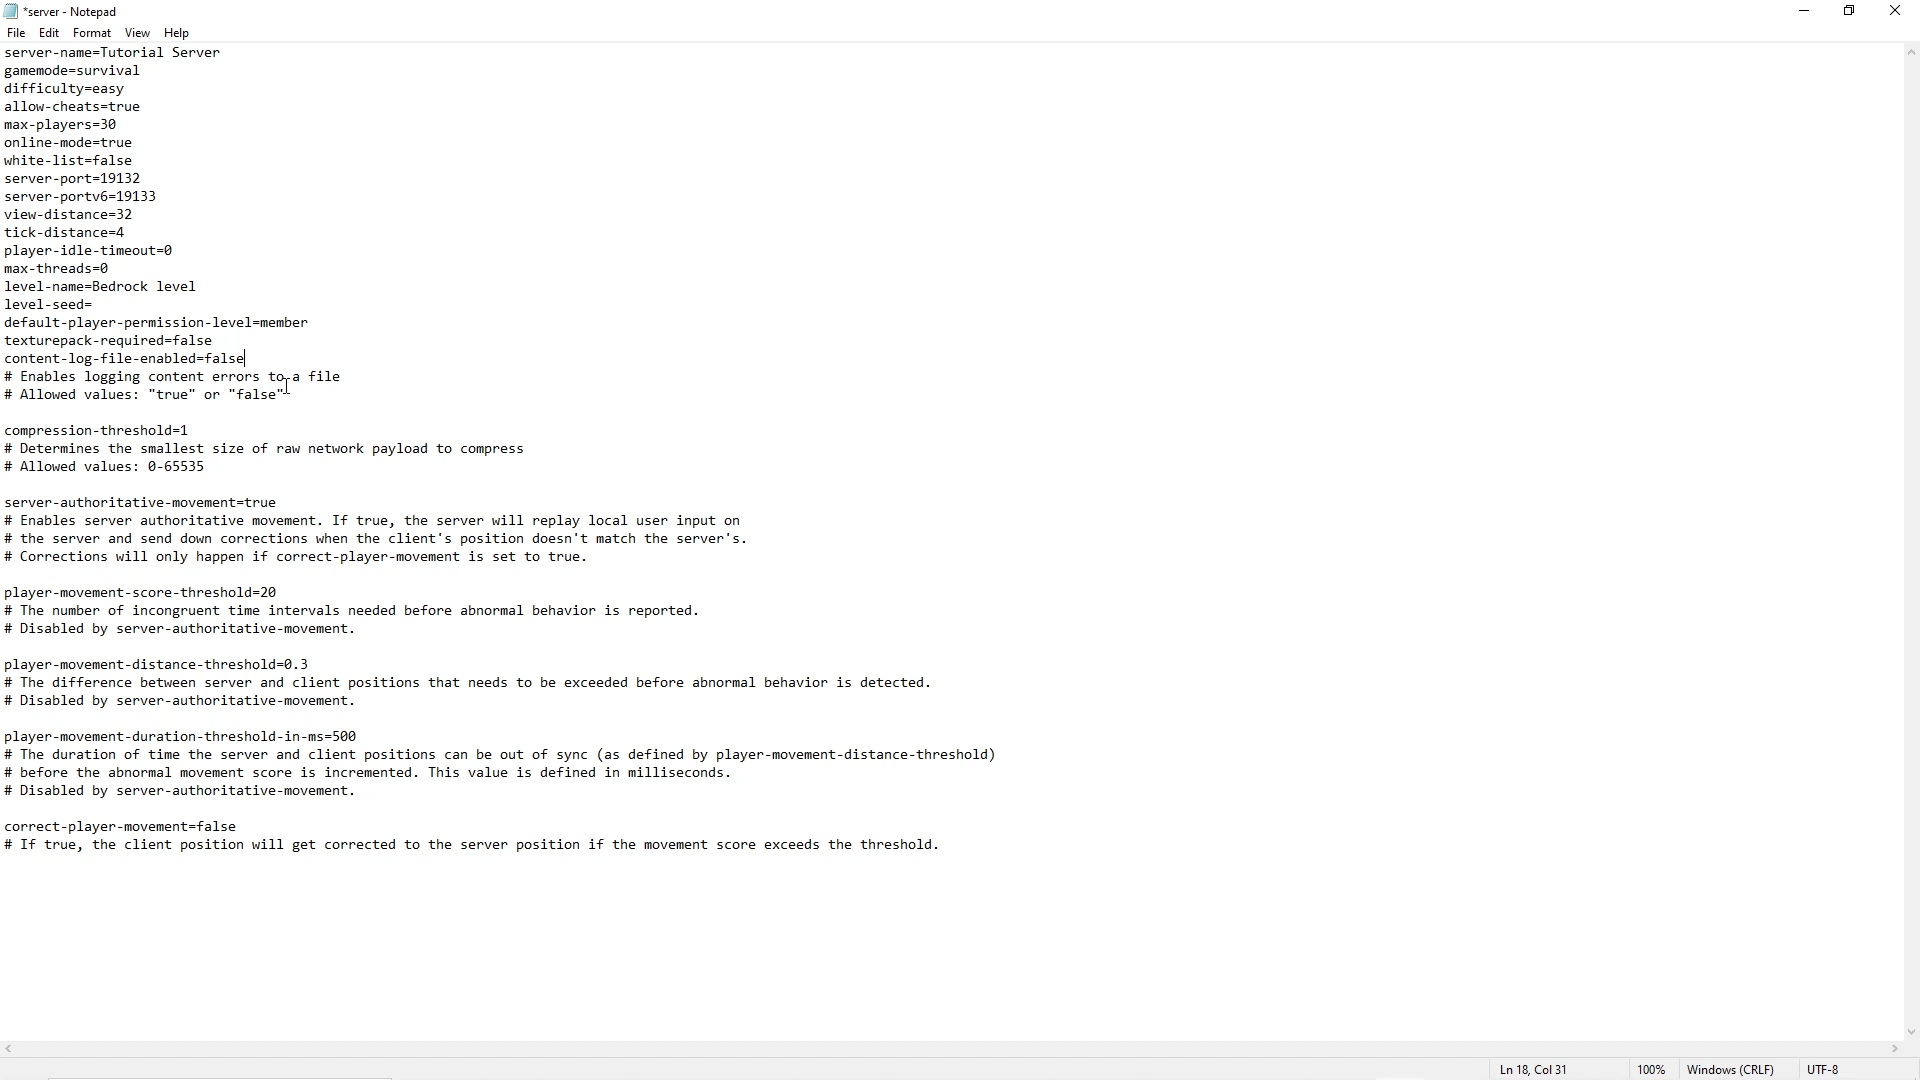 *server - Notepad
File Edit Format View Help
server-name=Tutorial Server
gamemode=survival
difficulty=easy
allow-cheats=true
max-players=30
online-mode=true
white-list=false
server-port=19132
server-portv6=19133
view-distance=32
tick-distance=4
player-idle-timeout=0
max-threads=0
level-name=Bedrock level
level-seed=
default-player-permission-level=member
texturepack-required=false
content-log-file-enabled=false
# Enables logging content errors to a file
# Allowed values: "true" or "false"

compression-threshold=1
# Determines the smallest size of raw network payload to compress
# Allowed values: 0-65535

server-authoritative-movement=true
# Enables server authoritative movement. If true, the server will replay local user input on
# the server and send down corrections when the client's position doesn't match the server's.
# Corrections will only happen if correct-player-movement is set to true.

player-movement-score-threshold=20
# The number of incongruent time intervals needed before abnormal behavior is reported.
# Disabled by server-authoritative-movement.

player-movement-distance-threshold=0.3
# The difference between server and client positions that needs to be exceeded before abnormal behavior is detected.
# Disabled by server-authoritative-movement.

player-movement-duration-threshold-in-ms=500
# The duration of time the server and client positions can be out of sync (as defined by player-movement-distance-threshold)
# before the abnormal movement score is incremented. This value is defined in milliseconds.
# Disabled by server-authoritative-movement.

correct-player-movement=false
# If true, the client position will get corrected to the server position if the movement score exceeds the threshold.
Ln 18, Col 31 100% Windows (CRLF) UTF-8